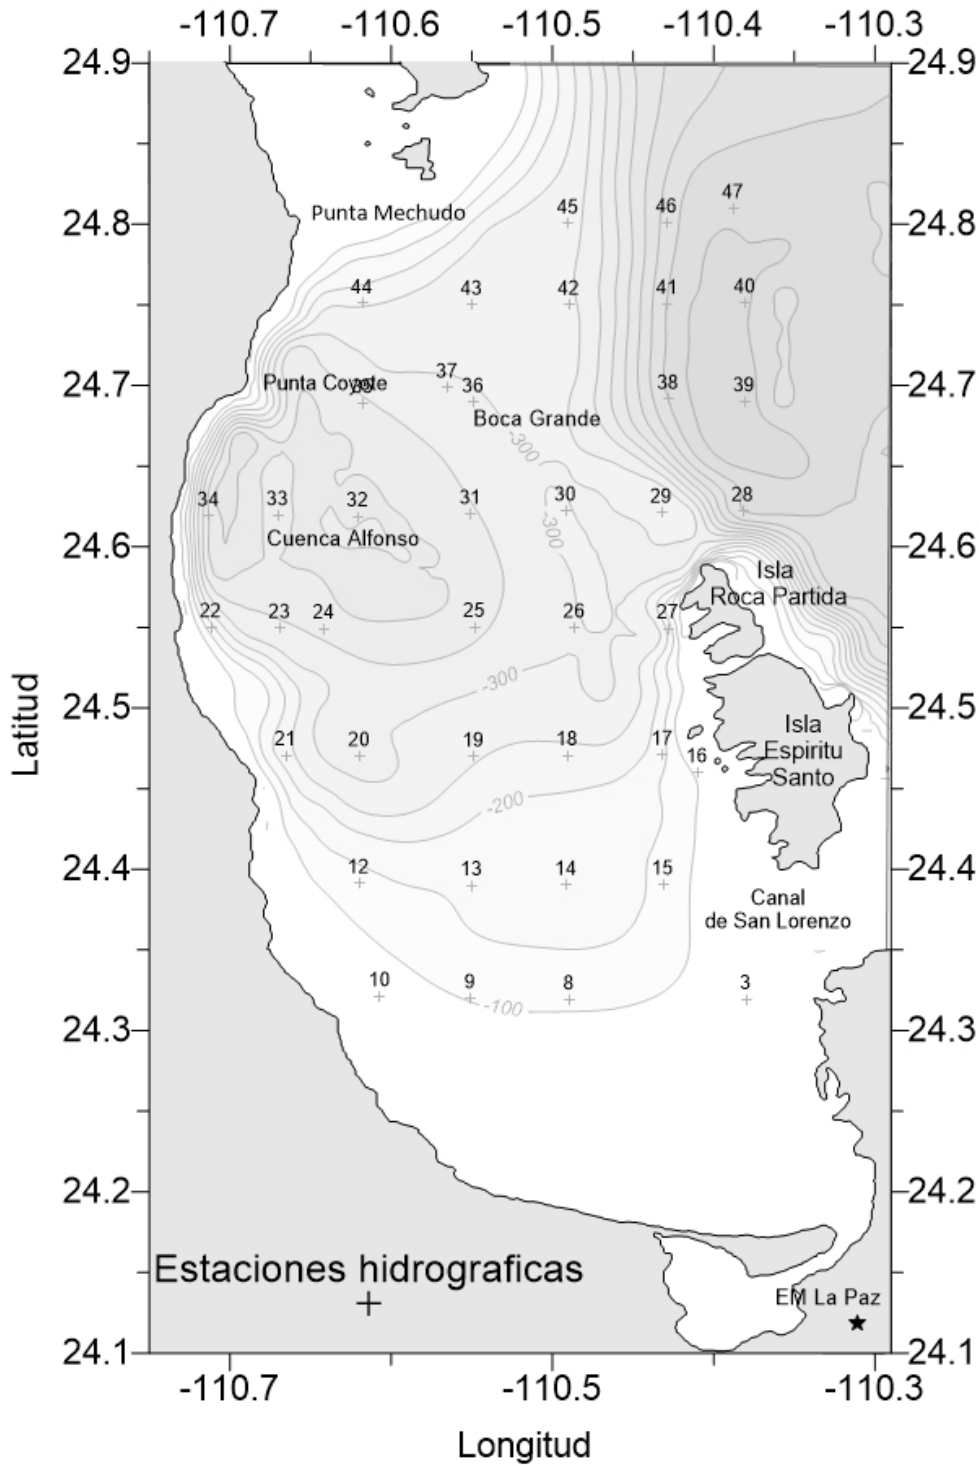 -110.7 -110.6 -110.5 -110.4 -110.3
24.9 24.9
47
45 46
Punta Mechudo
24.8 24.8
44 43 42 41 40
37
Punta Coyote 35 36 38 39
24.7 24.7
Boca Grande
-300
34 33 32 31 30 29 28
-300
Cuenca Alfonso
24.6 24.6
Isla
Roca Partida
22 23 24 25 26 27
-300
24.5 24.5
Latitud
21 20 19 18 17 16
Isla
Espiritu
Santo
-200
24.4 24.4
12 13 14 15
Canal
de San Lorenzo
10 9 8 3
-100
24.3 24.3
24.2 24.2
Estaciones hidrograficas
EM La Paz
24.1 24.1
-110.7 -110.5 -110.3
Longitud